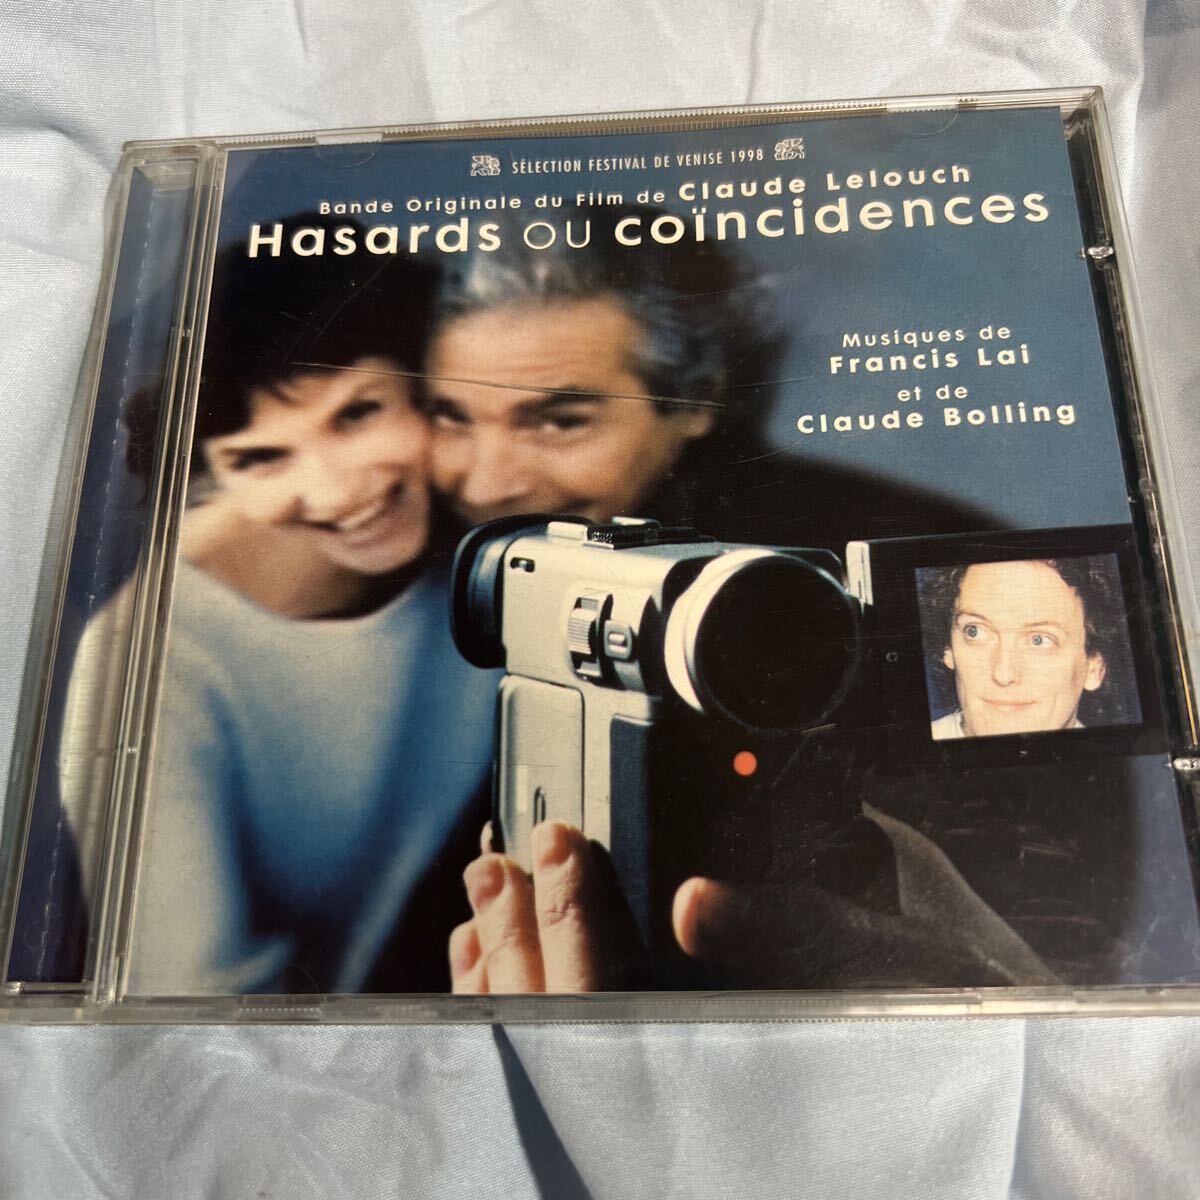 SÉLECTION FESTIVAL DE VENISE 1998
Bande Originale du Film de Claude Lelouch
Hasards ou coïncidences
Musiques de
Francis Lai
et de
Claude Bolling